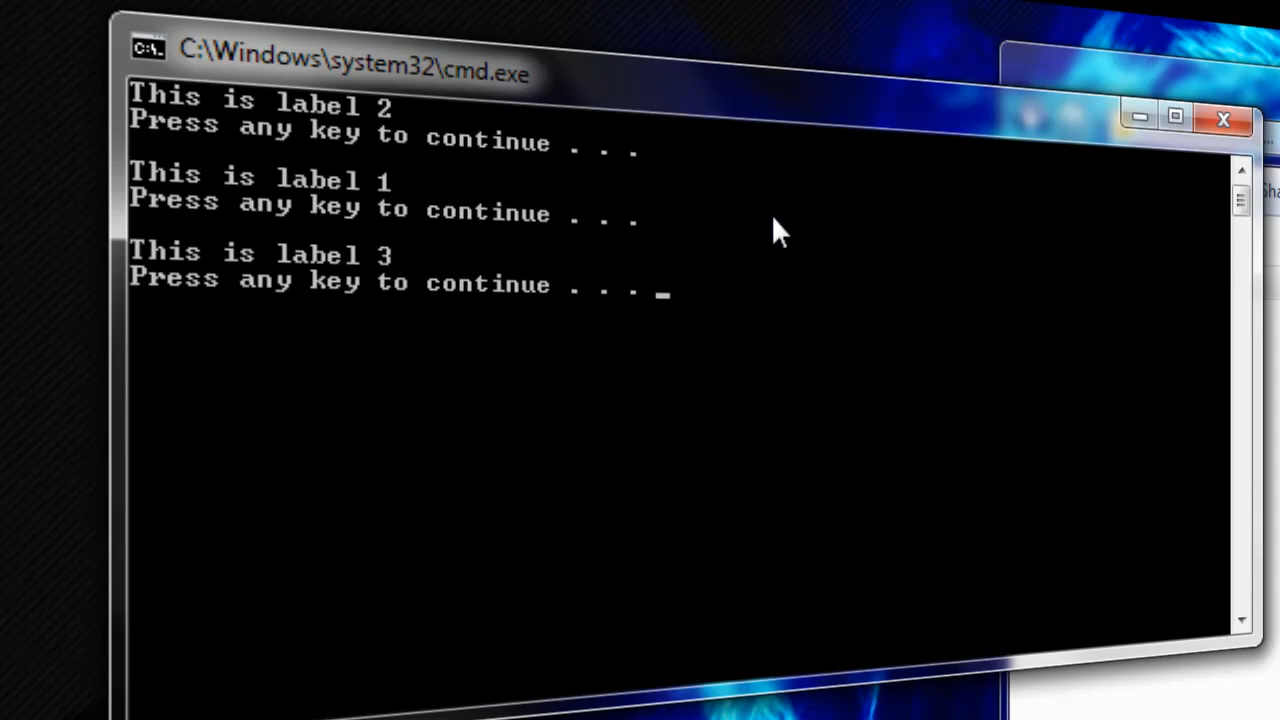 C:\Windows\system32\cmd.exe
This is label 2
Press any key to continue . . .
This is label 1
Press any key to continue . . .
This is label 3
Press any key to continue . . .